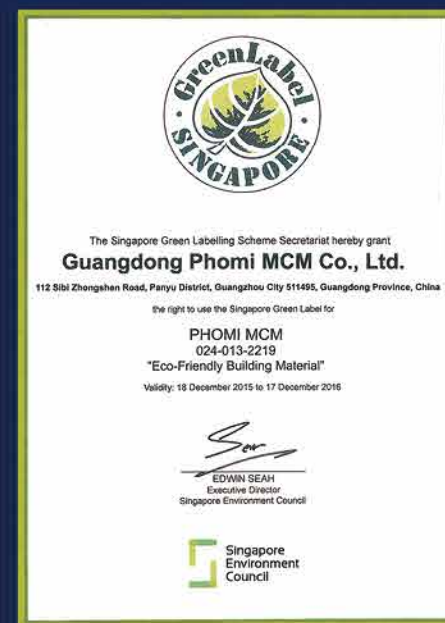 GreenLabel
SINGAPORE
The Singapore Green Labelling Scheme Secretariat hereby grant
Guangdong Phomi MCM Co., Ltd.
112 Sibi Zhongshen Road, Panyu District, Guangzhou City 511495, Guangdong Province, China
the right to use the Singapore Green Label for
PHOMI MCM
024-013-2219
"Eco-Friendly Building Material"
Validity: 18 December 2015 to 17 December 2016
EDWIN SEAH
Executive Director
Singapore Environment Council
Singapore
Environment
Council